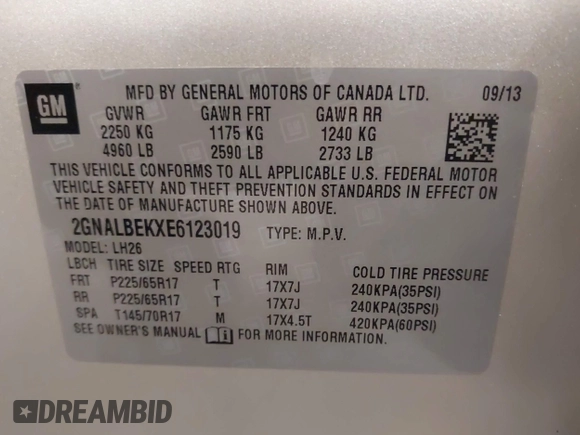 GM
MFD BY GENERAL MOTORS OF CANADA LTD. 09/13
GVWR GAWR FRT GAWR RR
2250 KG 1175 KG 1240 KG
4960 LB 2590 LB 2733 LB
THIS VEHICLE CONFORMS TO ALL APPLICABLE U.S. FEDERAL MOTOR
VEHICLE SAFETY AND THEFT PREVENTION STANDARDS IN EFFECT ON
THE DATE OF MANUFACTURE SHOWN ABOVE.
2GNALBEKXE6123019 TYPE: M.P.V.
MODEL: LH26
LBCH TIRE SIZE SPEED RTG RIM COLD TIRE PRESSURE
FRT P225/65R17 T 17X7J 240KPA(35PSI)
RR P225/65R17 T 17X7J 240KPA(35PSI)
SPA T145/70R17 M 17X4.5T 420KPA(60PSI)
SEE OWNER'S MANUAL FOR MORE INFORMATION.
DREAMBID